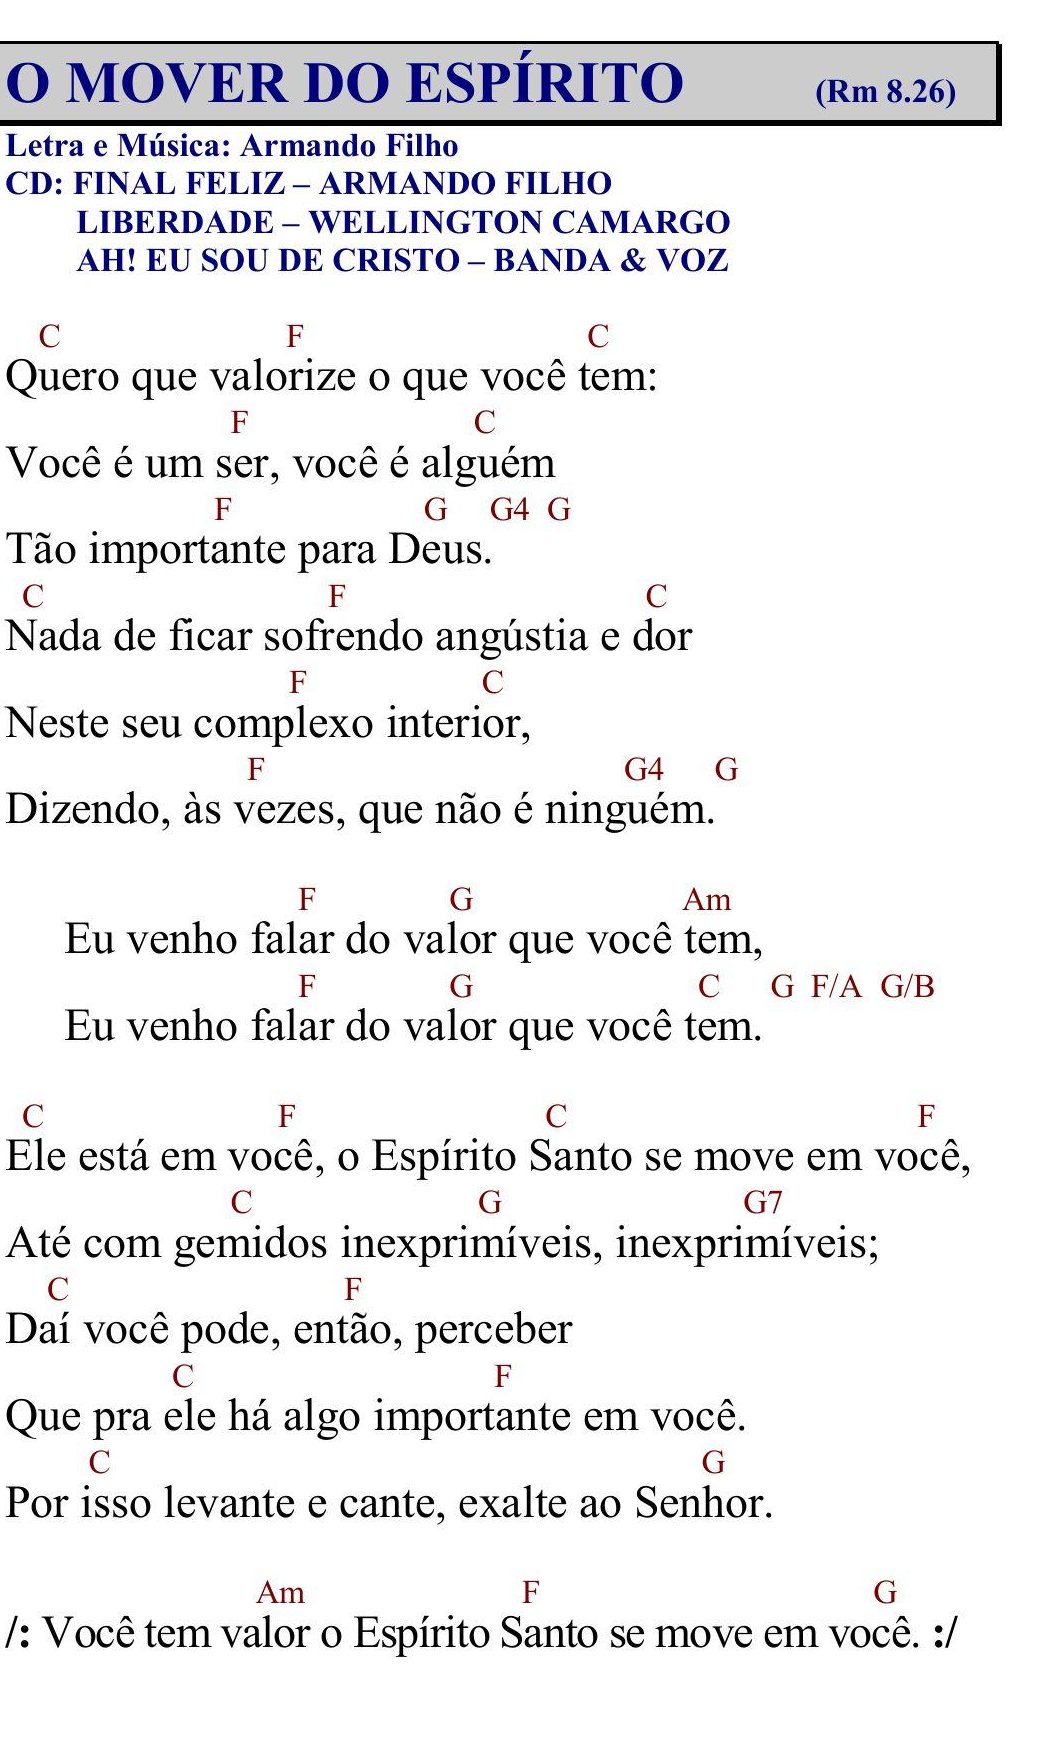 O MOVER DO ESPÍRITO (Rm 8.26)
Letra e Música: Armando Filho
CD: FINAL FELIZ – ARMANDO FILHO
LIBERDADE – WELLINGTON CAMARGO
AH! EU SOU DE CRISTO – BANDA & VOZ
C F C
Quero que valorize o que você tem:
F C
Você é um ser, você é alguém
F G G4 G
Tão importante para Deus.
C F C
Nada de ficar sofrendo angústia e dor
F C
Neste seu complexo interior,
F G4 G
Dizendo, às vezes, que não é ninguém.
F G Am
Eu venho falar do valor que você tem,
F G C G F/A G/B
Eu venho falar do valor que você tem.
C F C F
Ele está em você, o Espírito Santo se move em você,
C G G7
Até com gemidos inexprimíveis, inexprimíveis;
C F
Daí você pode, então, perceber
C F
Que pra ele há algo importante em você.
C G
Por isso levante e cante, exalte ao Senhor.
Am F G
/: Você tem valor o Espírito Santo se move em você. :/